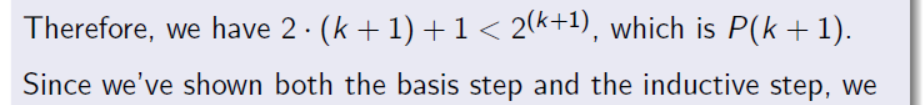 Therefore, we have 2 · (k + 1) + 1 < 2^(k+1), which is P(k + 1).
Since we've shown both the basis step and the inductive step, we